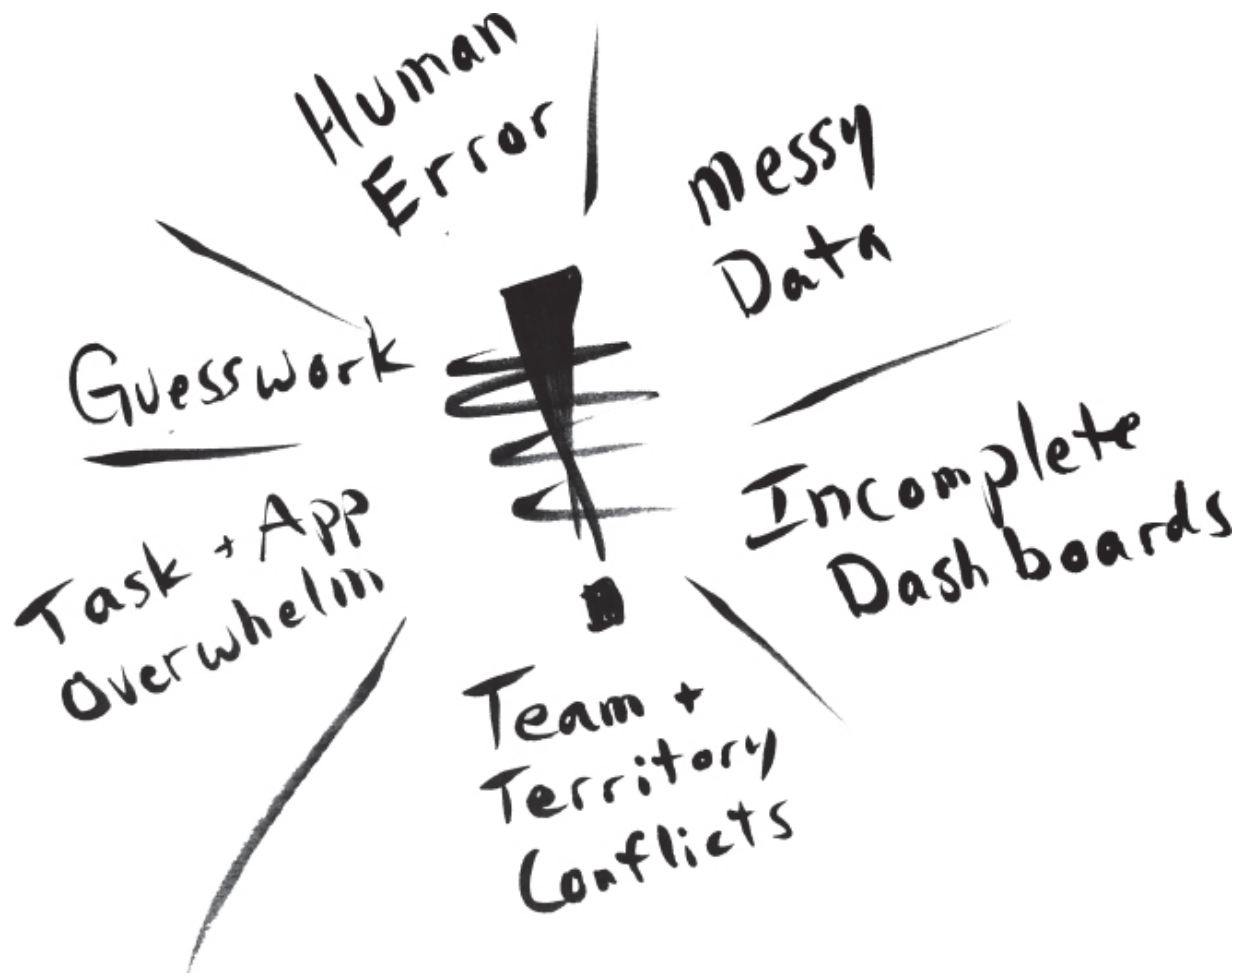 Human
Error
Messy
Data
Guesswork
Incomplete
Dashboards
Task + App
Overwhelm
Team +
Territory
Conflicts